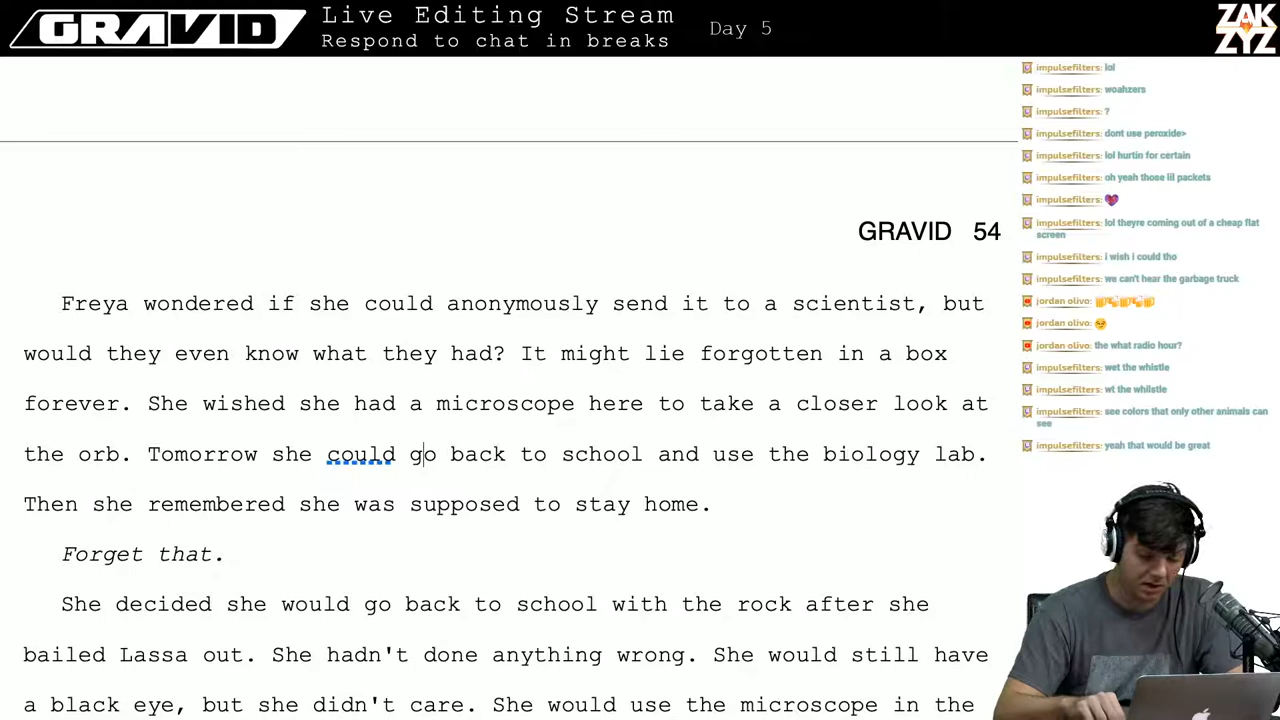 GRAVID
Live Editing Stream
Respond to chat in breaks
Day 5
ZAK
ZYZ
GRAVID 54
Freya wondered if she could anonymously send it to a scientist, but
would they even know what they had? It might lie forgotten in a box
forever. She wished she had a microscope here to take a closer look at
the orb. Tomorrow she could go back to school and use the biology lab.
Then she remembered she was supposed to stay home.
Forget that.
She decided she would go back to school with the rock after she
bailed Lassa out. She hadn't done anything wrong. She would still have
a black eye, but she didn't care. She would use the microscope in the
impulsefilters: lol
impulsefilters: woahzers
impulsefilters: ?
impulsefilters: dont use peroxide>
impulsefilters: lol hurtin for certain
impulsefilters: oh yeah those lil packets
impulsefilters:
impulsefilters: lol theyre coming out of a cheap flat
screen
impulsefilters: i wish i could tho
impulsefilters: we can't hear the garbage truck
jordan olivo:
jordan olivo:
jordan olivo: the what radio hour?
impulsefilters: wet the whistle
impulsefilters: wt the whilstle
impulsefilters: see colors that only other animals can
see
impulsefilters: yeah that would be great